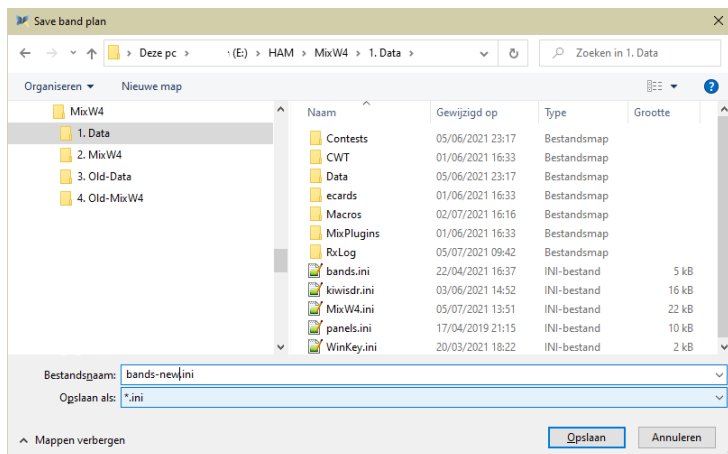 Save band plan
Deze pc > (E:) > HAM > MixW4 > 1. Data >
Zoeken in 1. Data
Organiseren
Nieuwe map
MixW4
1. Data
2. MixW4
3. Old-Data
4. Old-MixW4
Naam Gewijzigd op Type Grootte
Contests 05/06/2021 23:17 Bestandsmap
CWT 01/06/2021 16:33 Bestandsmap
Data 05/06/2021 23:17 Bestandsmap
ecards 01/06/2021 16:33 Bestandsmap
Macros 02/07/2021 16:16 Bestandsmap
MixPlugins 01/06/2021 16:33 Bestandsmap
RxLog 05/07/2021 09:42 Bestandsmap
bands.ini 22/04/2021 16:37 INI-bestand 5 kB
kiwisdr.ini 03/06/2021 14:52 INI-bestand 16 kB
MixW4.ini 05/07/2021 13:51 INI-bestand 22 kB
panels.ini 17/04/2019 21:15 INI-bestand 10 kB
WinKey.ini 20/03/2021 18:22 INI-bestand 2 kB
Bestandsnaam: bands-new.ini
Opslaan als: *.ini
Mappen verbergen
Opslaan
Annuleren